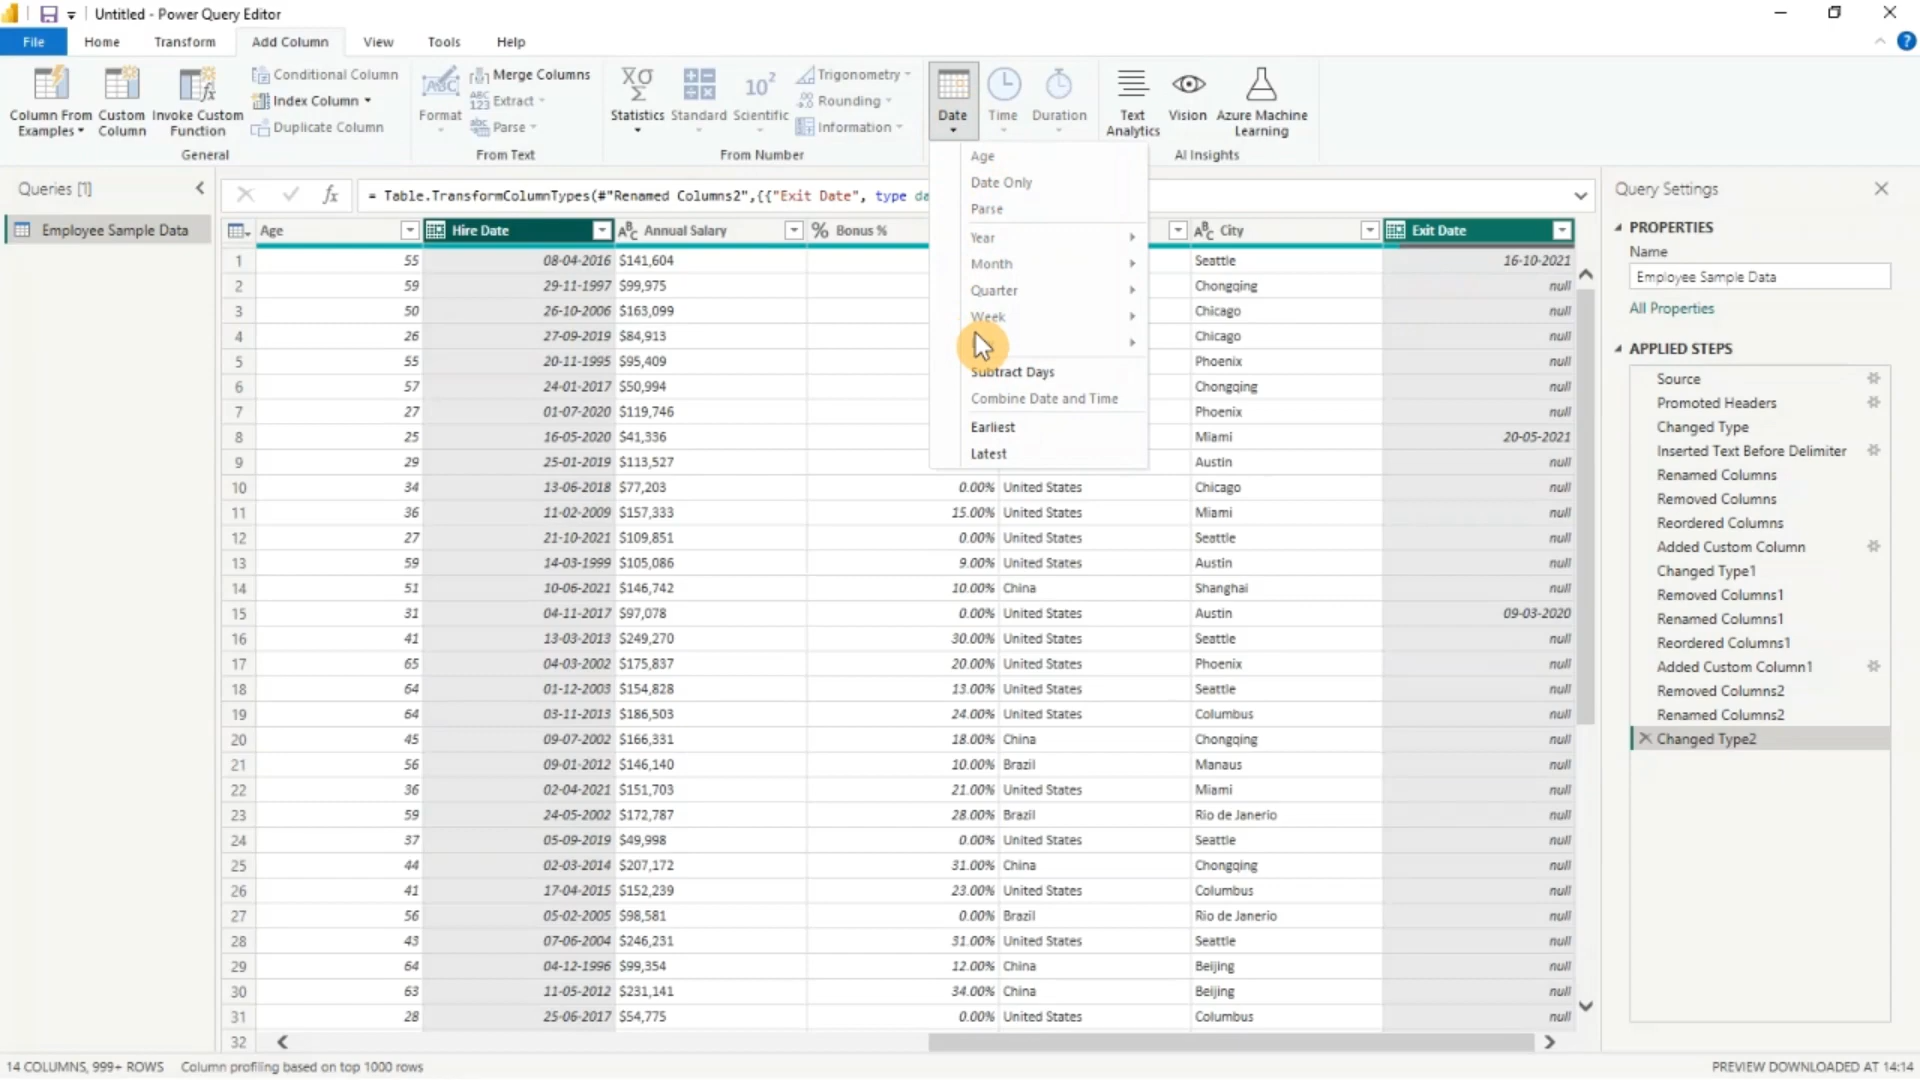 Untitled - Power Query Editor
File Home Transform Add Column View Tools Help
Column From Examples
Custom Column
Invoke Custom Function
Conditional Column
Index Column
Duplicate Column
General
Format
Merge Columns
Extract
Parse
From Text
Statistics
Standard
Scientific
Trigonometry
Rounding
Information
From Number
Date
Time
Duration
Text Analytics
Vision
Azure Machine Learning
AI Insights
Age
Date Only
Parse
Year
Month
Quarter
Week
Subtract Days
Combine Date and Time
Earliest
Latest
Queries [1]
Employee Sample Data
fx = Table.TransformColumnTypes(#"Renamed Columns2",{{"Exit Date", type da
Age Hire Date Annual Salary % Bonus % City Exit Date
1 55 08-04-2016 $141,604 Seattle 16-10-2021
2 59 29-11-1997 $99,975 Chongqing null
3 50 26-10-2006 $163,099 Chicago null
4 26 27-09-2019 $84,913 Chicago null
5 55 20-11-1995 $95,409 Phoenix null
6 57 24-01-2017 $50,994 Chongqing null
7 27 01-07-2020 $119,746 Phoenix null
8 25 16-05-2020 $41,336 Miami 20-05-2021
9 29 25-01-2019 $113,527 Austin null
10 34 13-06-2018 $77,203 0.00% United States Chicago null
11 36 11-02-2009 $157,333 15.00% United States Miami null
12 27 21-10-2021 $109,851 0.00% United States Seattle null
13 59 14-03-1999 $105,086 9.00% United States Austin null
14 51 10-06-2021 $146,742 10.00% China Shanghai null
15 31 04-11-2017 $97,078 0.00% United States Austin 09-03-2020
16 41 13-03-2013 $249,270 30.00% United States Seattle null
17 65 04-03-2002 $175,837 20.00% United States Phoenix null
18 64 01-12-2003 $154,828 13.00% United States Seattle null
19 64 03-11-2013 $186,503 24.00% United States Columbus null
20 45 09-07-2002 $166,331 18.00% China Chongqing null
21 56 09-01-2012 $146,140 10.00% Brazil Manaus null
22 36 02-04-2021 $151,703 21.00% United States Miami null
23 59 24-05-2002 $172,787 28.00% Brazil Rio de Janerio null
24 37 05-09-2019 $49,998 0.00% United States Seattle null
25 44 02-03-2014 $207,172 31.00% China Chongqing null
26 41 17-04-2015 $152,239 23.00% United States Columbus null
27 56 05-02-2005 $98,581 0.00% Brazil Rio de Janerio null
28 43 07-06-2004 $246,231 31.00% United States Seattle null
29 64 04-12-1996 $99,354 12.00% China Beijing null
30 63 11-05-2012 $231,141 34.00% China Beijing null
31 28 25-06-2017 $54,775 0.00% United States Columbus null
32
Query Settings
PROPERTIES
Name
Employee Sample Data
All Properties
APPLIED STEPS
Source
Promoted Headers
Changed Type
Inserted Text Before Delimiter
Renamed Columns
Removed Columns
Reordered Columns
Added Custom Column
Changed Type1
Removed Columns1
Renamed Columns1
Reordered Columns1
Added Custom Column1
Removed Columns2
Renamed Columns2
Changed Type2
14 COLUMNS, 999+ ROWS Column profiling based on top 1000 rows
PREVIEW DOWNLOADED AT 14:14